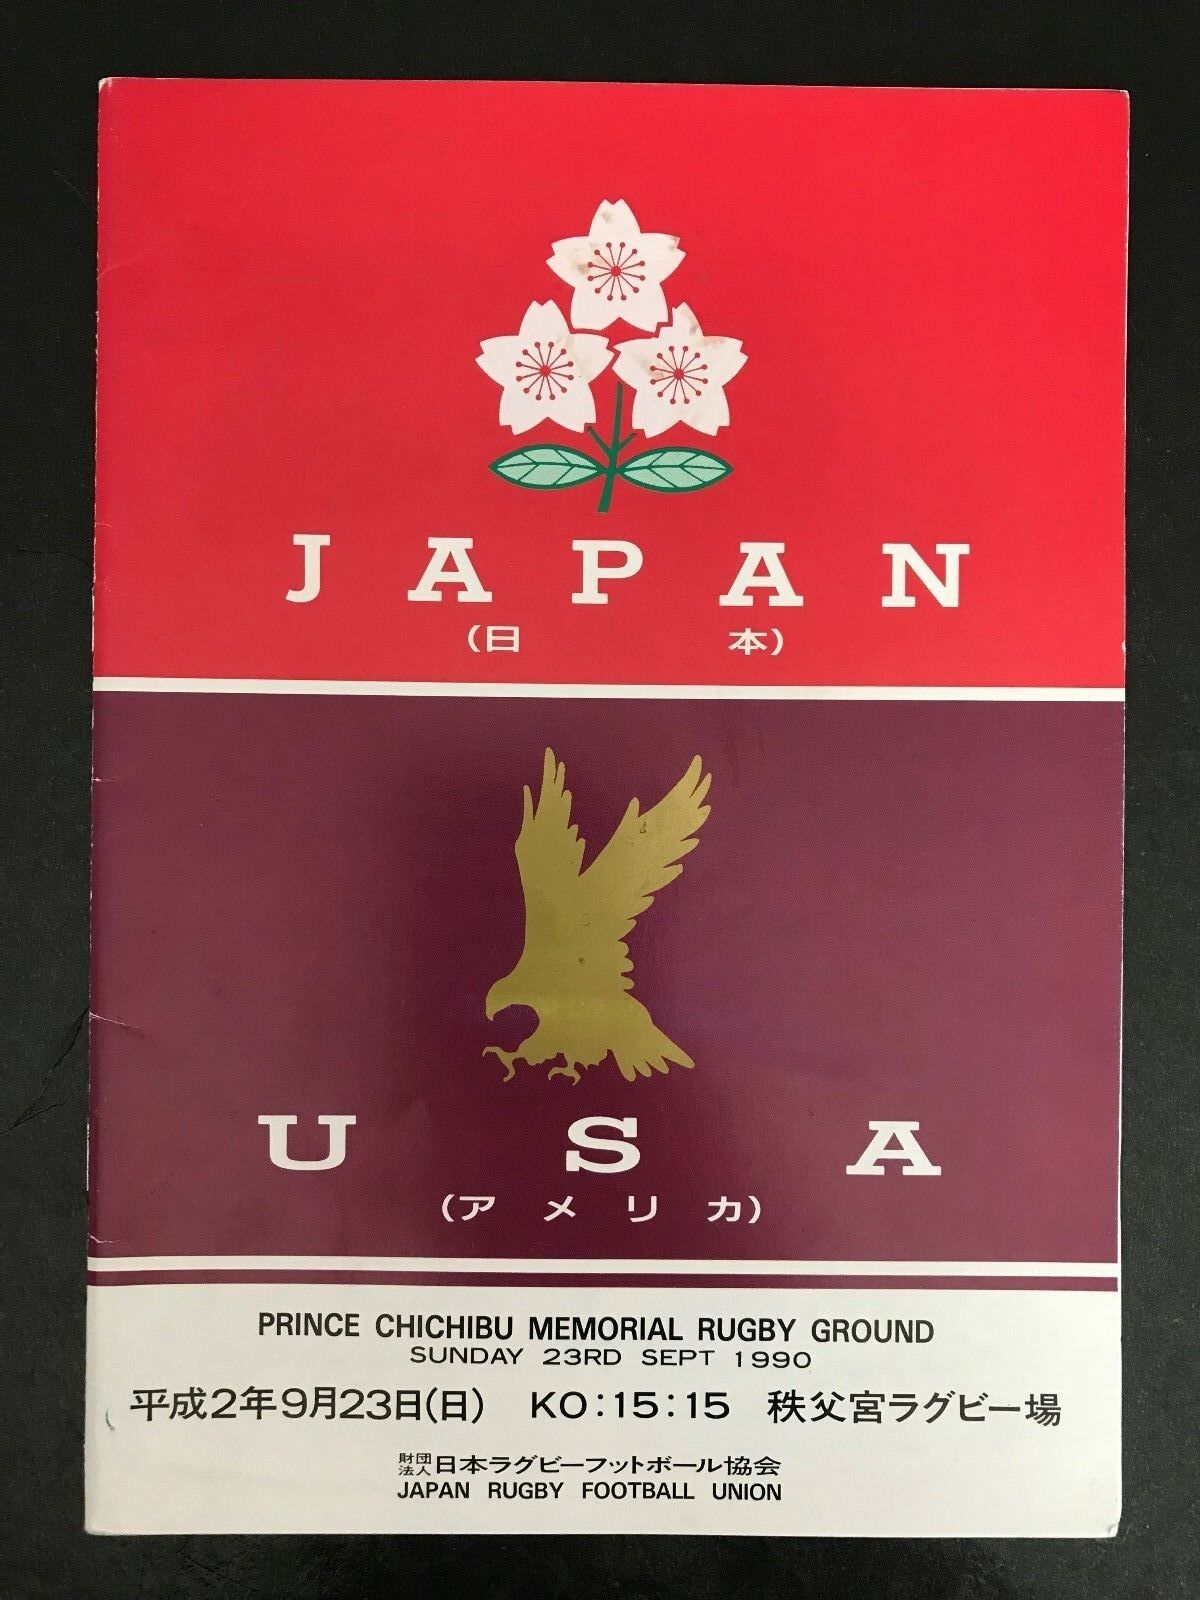 JAPAN
(日本)
USA
(アメリカ)
PRINCE CHICHIBU MEMORIAL RUGBY GROUND
SUNDAY 23RD SEPT 1990
平成2年9月23日(日) KO:15:15 秩父宮ラグビー場
財団法人日本ラグビーフットボール協会
JAPAN RUGBY FOOTBALL UNION